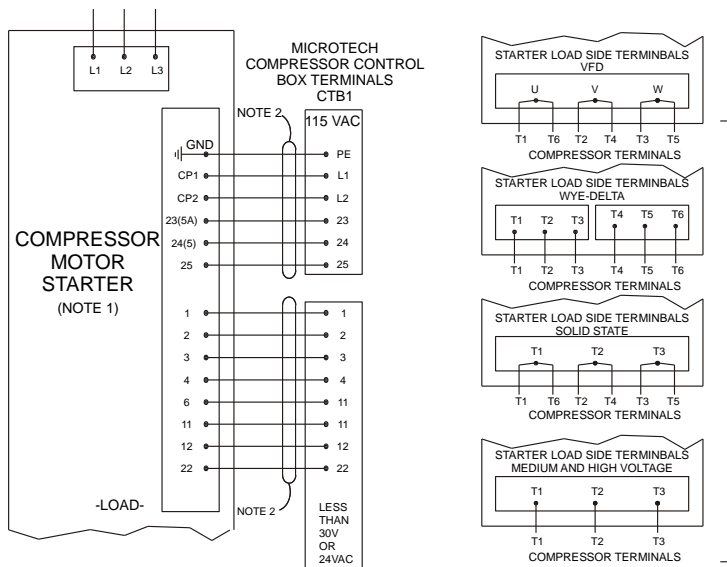 L1 L2 L3
MICROTECH
COMPRESSOR CONTROL
BOX TERMINALS
CTB1
NOTE 2
115 VAC
GND PE
CP1 L1
CP2 L2
23(5A) 23
24(5) 24
25 25
COMPRESSOR
MOTOR
STARTER
(NOTE 1)
1 1
2 2
3 3
4 4
6 11
11 11
12 12
22 22
-LOAD-
NOTE 2
LESS
THAN
30V
OR
24VAC
STARTER LOAD SIDE TERMINBALS
VFD
U V W
T1 T6 T2 T4 T3 T5
COMPRESSOR TERMINALS
STARTER LOAD SIDE TERMINBALS
WYE-DELTA
T1 T2 T3 T4 T5 T6
T1 T2 T3 T4 T5 T6
COMPRESSOR TERMINALS
STARTER LOAD SIDE TERMINBALS
SOLID STATE
T1 T2 T3
T1 T6 T2 T4 T3 T5
COMPRESSOR TERMINALS
STARTER LOAD SIDE TERMINBALS
MEDIUM AND HIGH VOLTAGE
T1 T2 T3
T1 T2 T3
COMPRESSOR TERMINALS